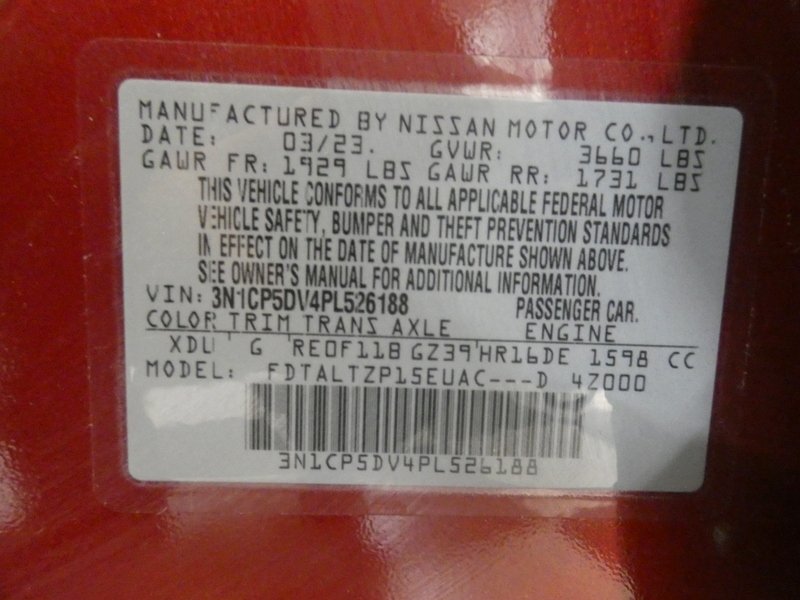 MANUFACTURED BY NISSAN MOTOR CO.,LTD.
DATE: 03/23. GVWR: 3660 LBS
GAWR FR: 1929 LBS GAWR RR: 1731 LBS
THIS VEHICLE CONFORMS TO ALL APPLICABLE FEDERAL MOTOR
VEHICLE SAFETY, BUMPER AND THEFT PREVENTION STANDARDS
IN EFFECT ON THE DATE OF MANUFACTURE SHOWN ABOVE.
SEE OWNER'S MANUAL FOR ADDITIONAL INFORMATION.
VIN: 3N1CP5DV4PL526188 PASSENGER CAR.
COLOR TRIM TRANS AXLE ENGINE
XDU G RE0F11B GZ39 HR16DE 1598 CC
MODEL: FDTALTZP15EUAC---D 4Z000
3N1CP5DV4PL526188